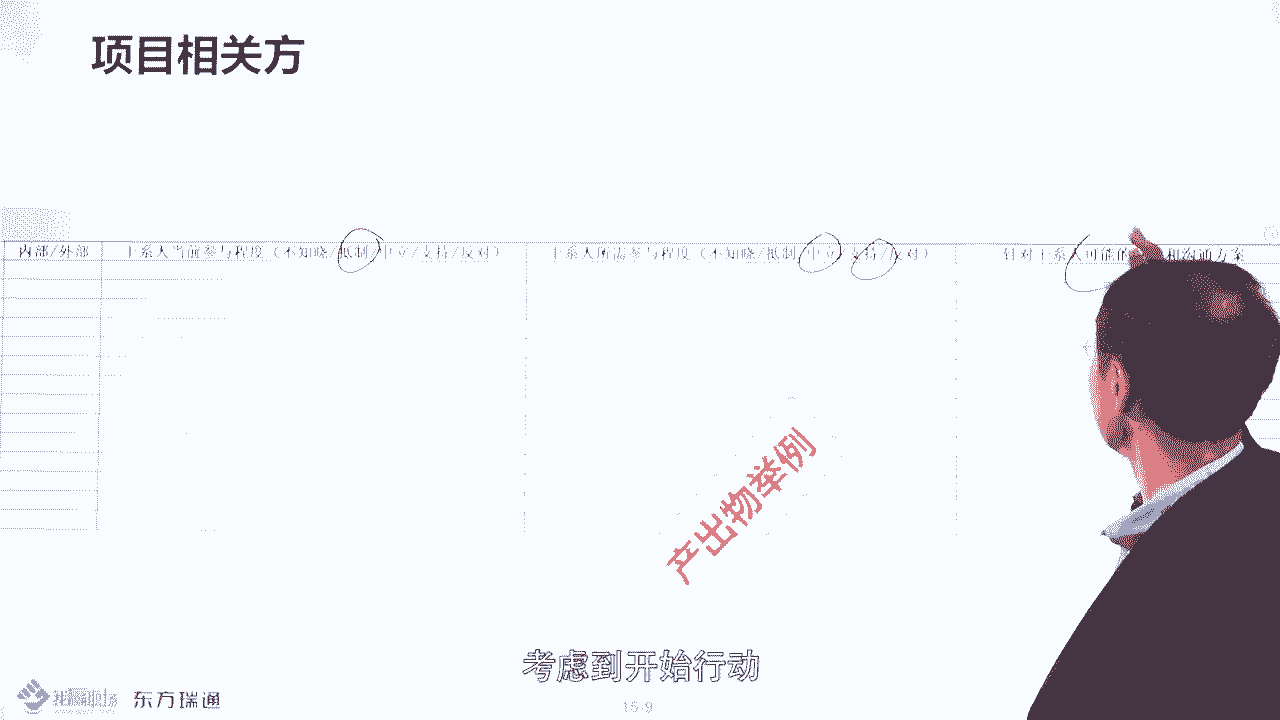 项目相关方
内部/外部 干系人当前参与程度（不知晓/抵制/中立/支持/反对） 干系人所需参与程度（不知晓/抵制/中立/支持/反对） 针对干系人可能的 和沟通方案
产出物举例
考虑到开始行动
东方瑞通
159